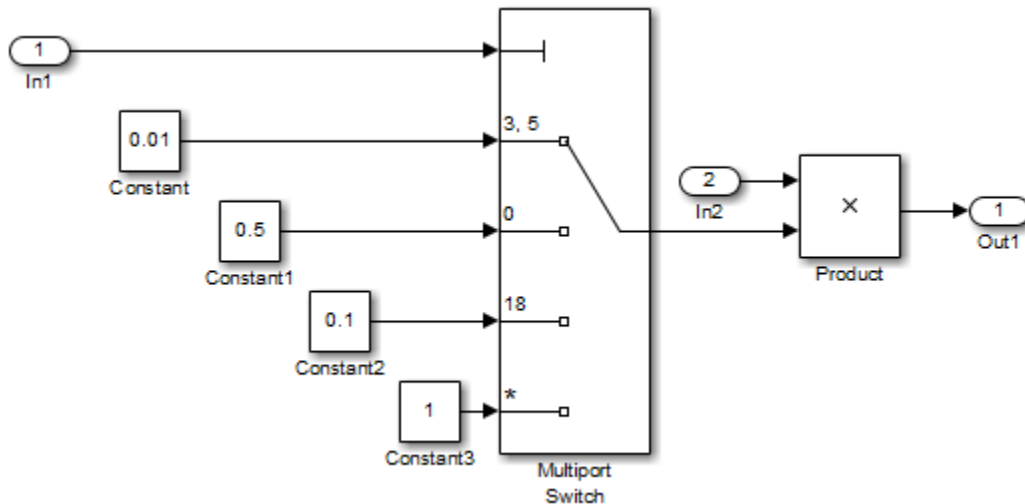 1
In1
0.01
Constant
3, 5
0.5
Constant1
0
0.1
Constant2
18
1
Constant3
*
Multiport
Switch
2
In2
×
Product
1
Out1